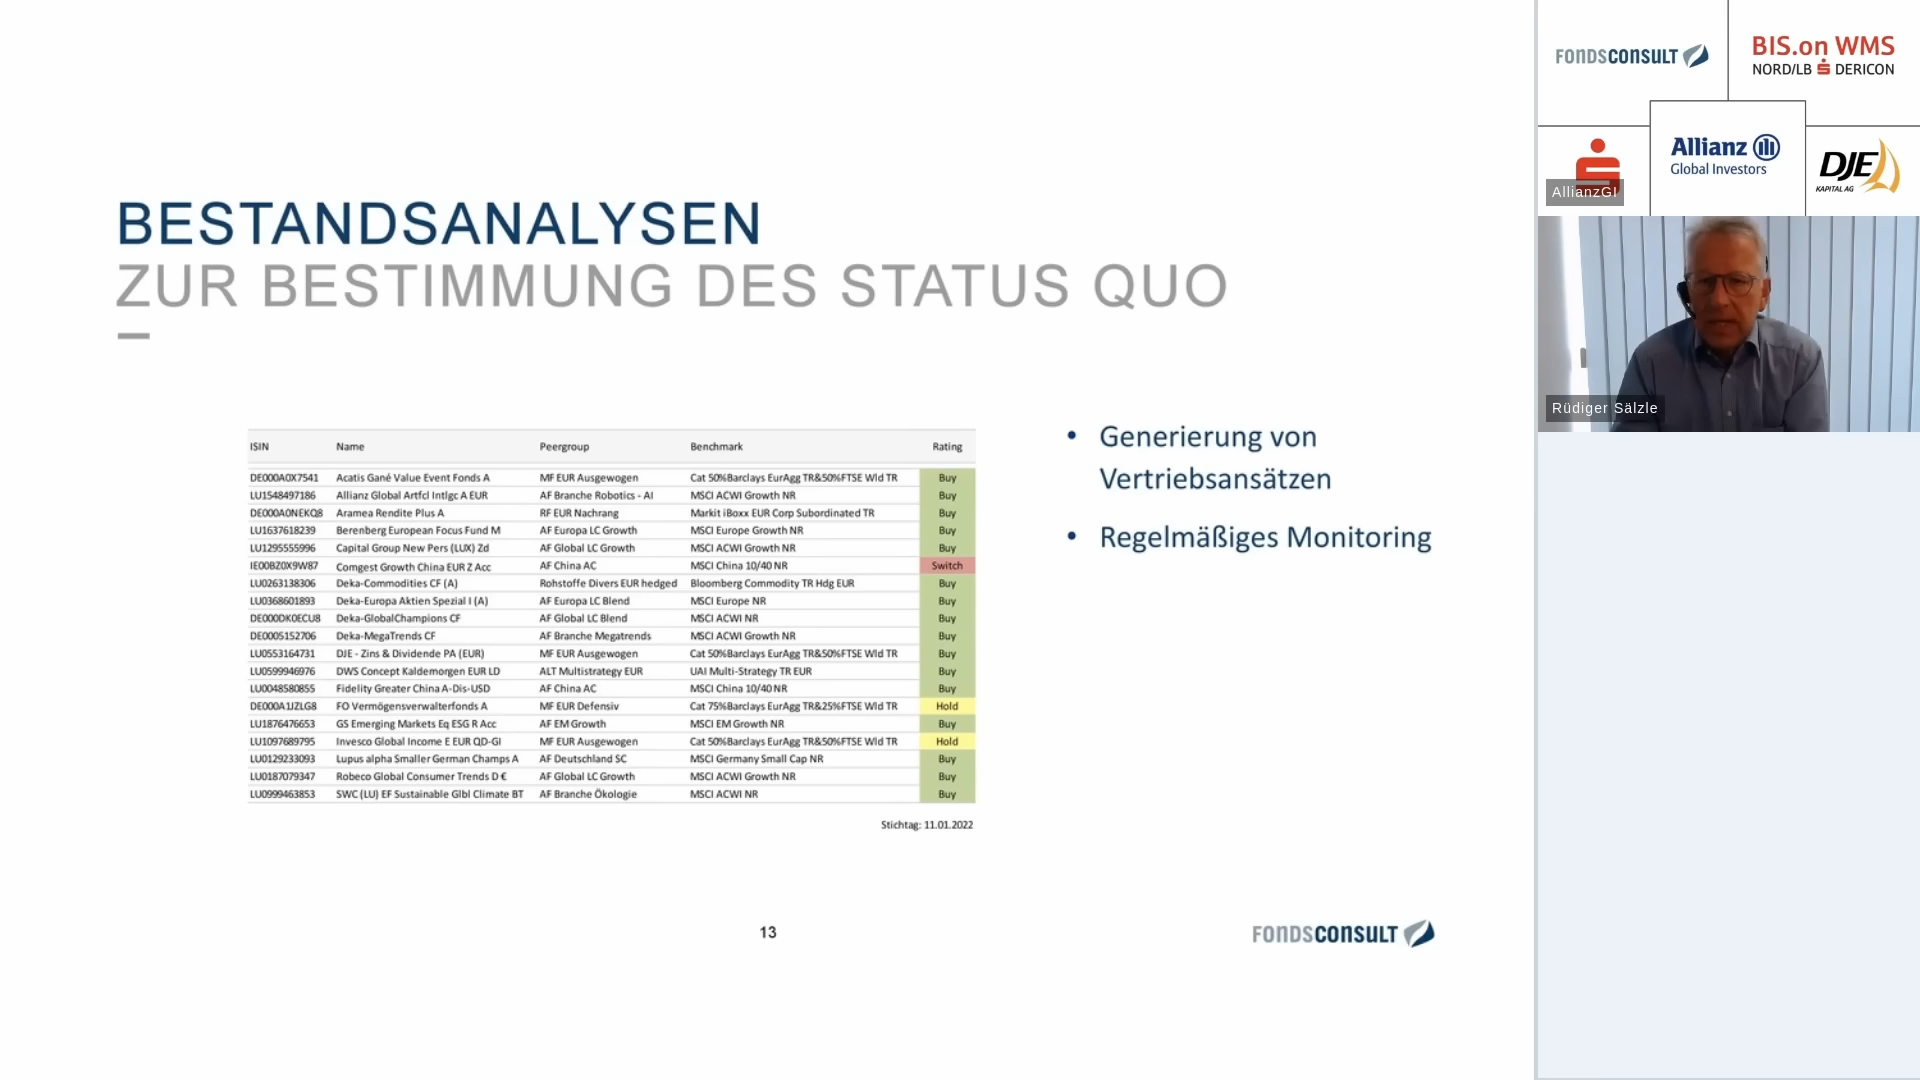 BESTANDSANALYSEN
ZUR BESTIMMUNG DES STATUS QUO
ISIN Name Peergroup Benchmark Rating
DE000A0X7541 Acatis Gané Value Event Fonds A MF EUR Ausgewogen Cat 50%Barclays EurAgg TR&50%FTSE Wld TR Buy
LU1548497186 Allianz Global Artfcl Intlgc A EUR AF Branche Robotics - AI MSCI ACWI Growth NR Buy
DE000A0NEKQ8 Aramea Rendite Plus A RF EUR Nachrang Markit iBoxx EUR Corp Subordinated TR Buy
LU1637618239 Berenberg European Focus Fund M AF Europa LC Growth MSCI Europe Growth NR Buy
LU1295555996 Capital Group New Pers (LUX) Zd AF Global LC Growth MSCI ACWI Growth NR Buy
IE00BZ0X9W87 Comgest Growth China EUR Z Acc AF China AC MSCI China 10/40 NR Switch
LU0263138306 Deka-Commodities CF (A) Rohstoffe Divers EUR hedged Bloomberg Commodity TR Hdg EUR Buy
LU0368601893 Deka-Europa Aktien Spezial I (A) AF Europa LC Blend MSCI Europe NR Buy
DE000DK0ECU8 Deka-GlobalChampions CF AF Global LC Blend MSCI ACWI NR Buy
DE0005152706 Deka-MegaTrends CF AF Branche Megatrends MSCI ACWI Growth NR Buy
LU0553164731 DJE - Zins & Dividende PA (EUR) MF EUR Ausgewogen Cat 50%Barclays EurAgg TR&50%FTSE Wld TR Buy
LU0599946976 DWS Concept Kaldemorgen EUR LD ALT Multistrategy EUR UAI Multi-Strategy TR EUR Buy
LU0048580855 Fidelity Greater China A-Dis-USD AF China AC MSCI China 10/40 NR Buy
DE000A1JZLG8 FO Vermögensverwalterfonds A MF EUR Defensiv Cat 75%Barclays EurAgg TR&25%FTSE Wld TR Hold
LU1876476653 GS Emerging Markets Eq ESG R Acc AF EM Growth MSCI EM Growth NR Buy
LU1097689795 Invesco Global Income E EUR QD-GI MF EUR Ausgewogen Cat 50%Barclays EurAgg TR&50%FTSE Wld TR Hold
LU0129233093 Lupus alpha Smaller German Champs A AF Deutschland SC MSCI Germany Small Cap NR Buy
LU0187079347 Robeco Global Consumer Trends D € AF Global LC Growth MSCI ACWI Growth NR Buy
LU0999463853 SWC (LU) EF Sustainable Glbl Climate BT AF Branche Ökologie MSCI ACWI NR Buy
Stichtag: 11.01.2022
• Generierung von
Vertriebsansätzen
• Regelmäßiges Monitoring
13
FONDSCONSULT
FONDSCONSULT
BIS.on WMS
NORD/LB DERICON
AllianzGI
Allianz
Global Investors
DJE
KAPITAL AG
Rüdiger Sälzle